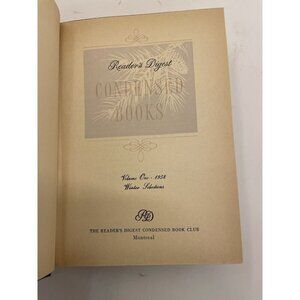 Reader's Digest
CONDENSED
BOOKS
Volume One · 1958
Winter Selections
RD
THE READER'S DIGEST CONDENSED BOOK CLUB
Montreal